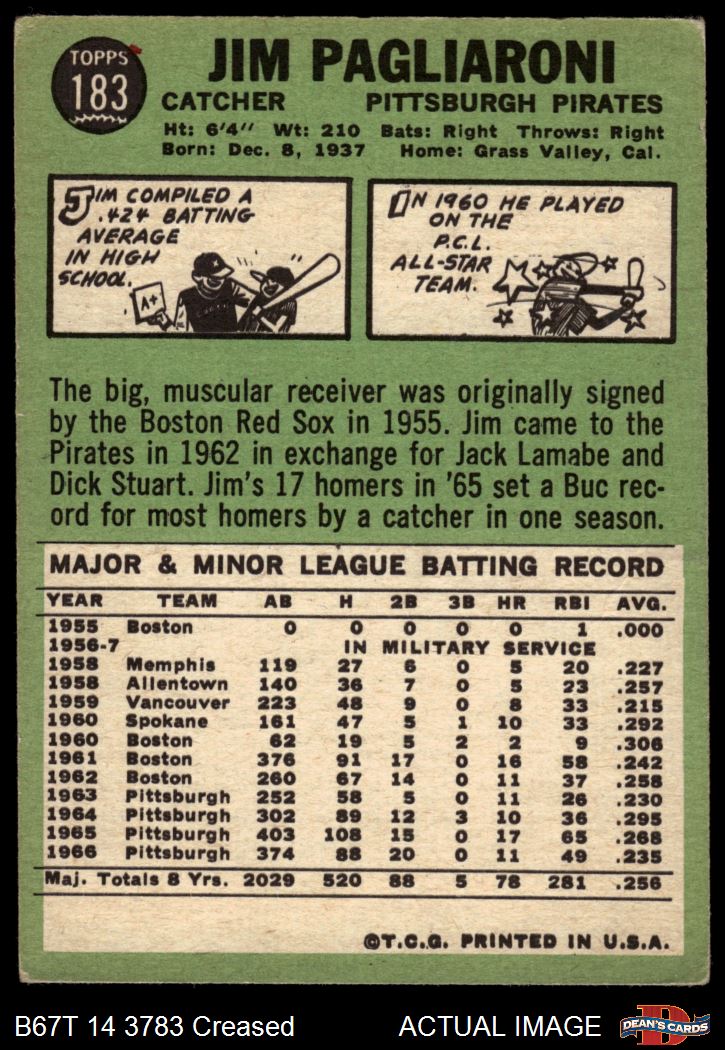 TOPPS
183
JIM PAGLIARONI
CATCHER PITTSBURGH PIRATES
Ht: 6'4" Wt: 210 Bats: Right Throws: Right
Born: Dec. 8, 1937 Home: Grass Valley, Cal.
JIM COMPILED A
.424 BATTING
AVERAGE
IN HIGH
SCHOOL.
A+
IN 1960 HE PLAYED
ON THE
P.C.L.
ALL-STAR
TEAM.
The big, muscular receiver was originally signed
by the Boston Red Sox in 1955. Jim came to the
Pirates in 1962 in exchange for Jack Lamabe and
Dick Stuart. Jim's 17 homers in '65 set a Buc rec-
ord for most homers by a catcher in one season.
MAJOR & MINOR LEAGUE BATTING RECORD
YEAR TEAM AB H 2B 3B HR RBI AVG.
1955 Boston 0 0 0 0 0 1 .000
1956-7 IN MILITARY SERVICE
1958 Memphis 119 27 6 0 5 20 .227
1958 Allentown 140 36 7 0 5 23 .257
1959 Vancouver 223 48 9 0 8 33 .215
1960 Spokane 161 47 5 1 10 33 .292
1960 Boston 62 19 5 2 2 9 .306
1961 Boston 376 91 17 0 16 58 .242
1962 Boston 260 67 14 0 11 37 .258
1963 Pittsburgh 252 58 5 0 11 26 .230
1964 Pittsburgh 302 89 12 3 10 36 .295
1965 Pittsburgh 403 108 15 0 17 65 .268
1966 Pittsburgh 374 88 20 0 11 49 .235
Maj. Totals 8 Yrs. 2029 520 88 5 78 281 .256
©T.C.G. PRINTED IN U.S.A.
B67T 14 3783 Creased ACTUAL IMAGE
D
DEAN'S CARDS